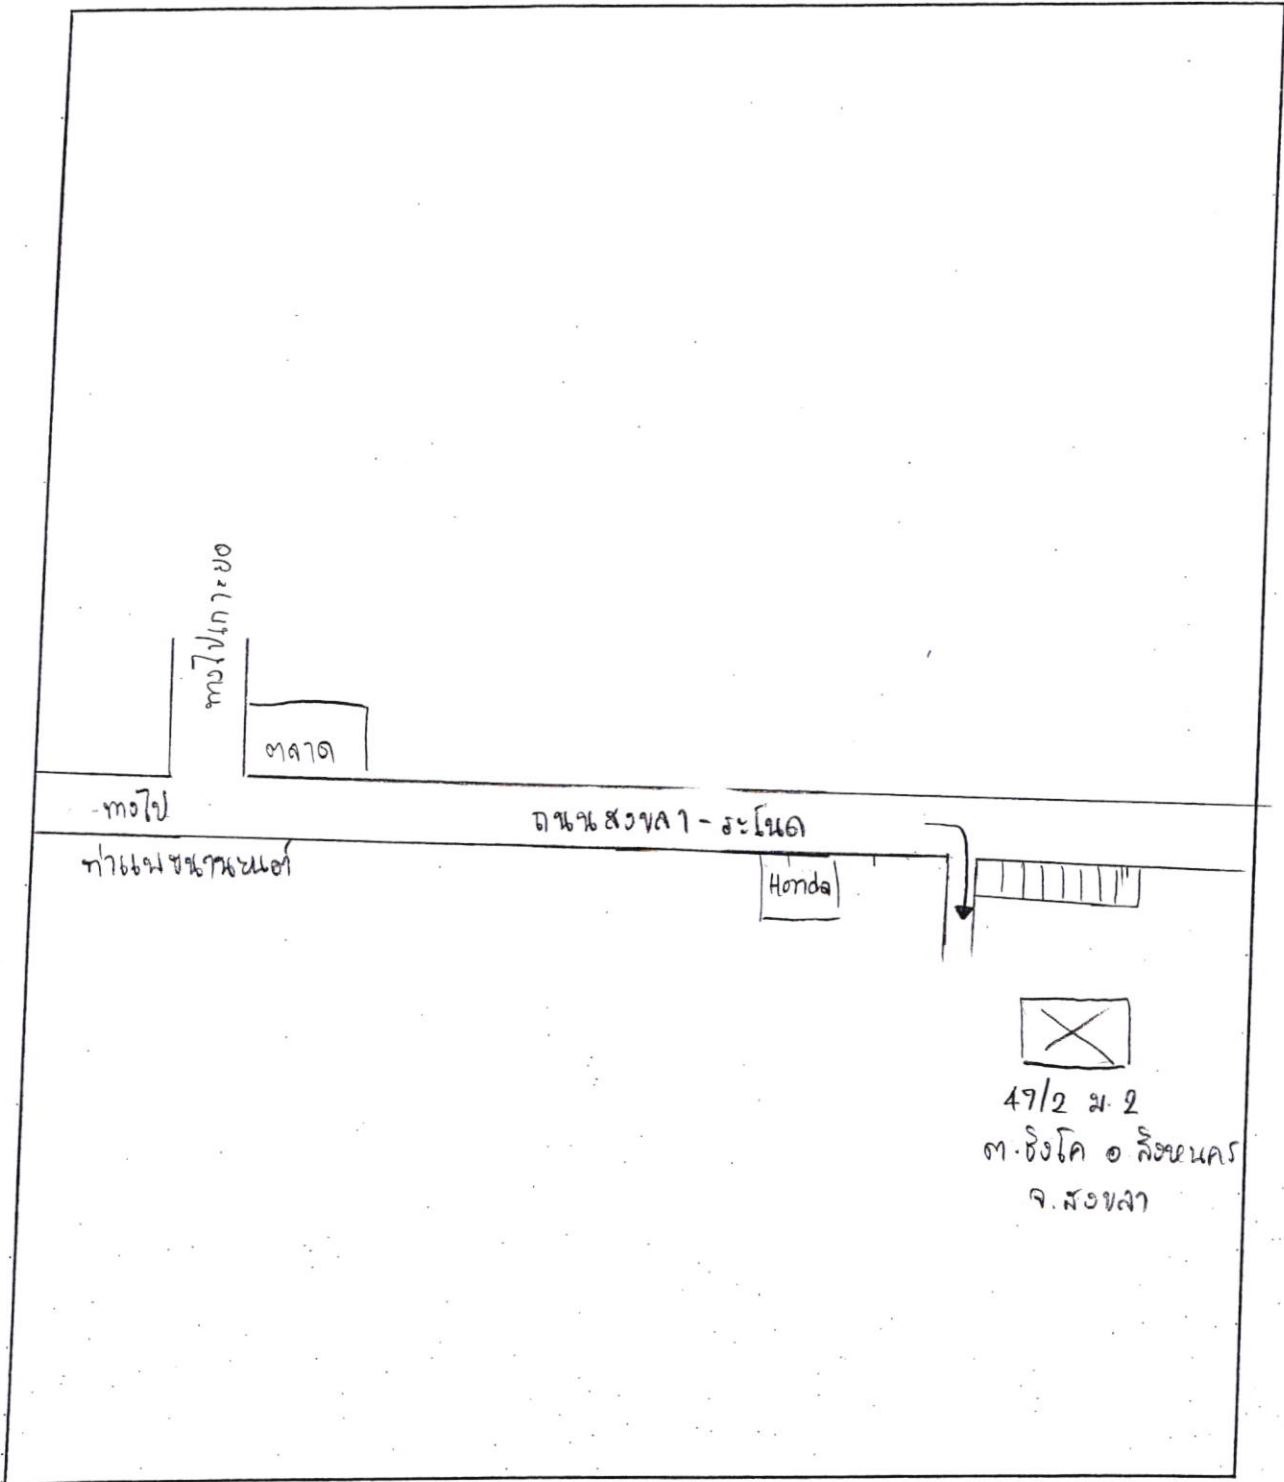 ทางไปเกาะยอ
ตลาด
ทางไป
ท่าแพขนานยนต์
ถนนสงขลา - ระโนด
Honda
49/2 ม. 2
ต. ชิงโค อ สิงหนคร
จ. สงขลา